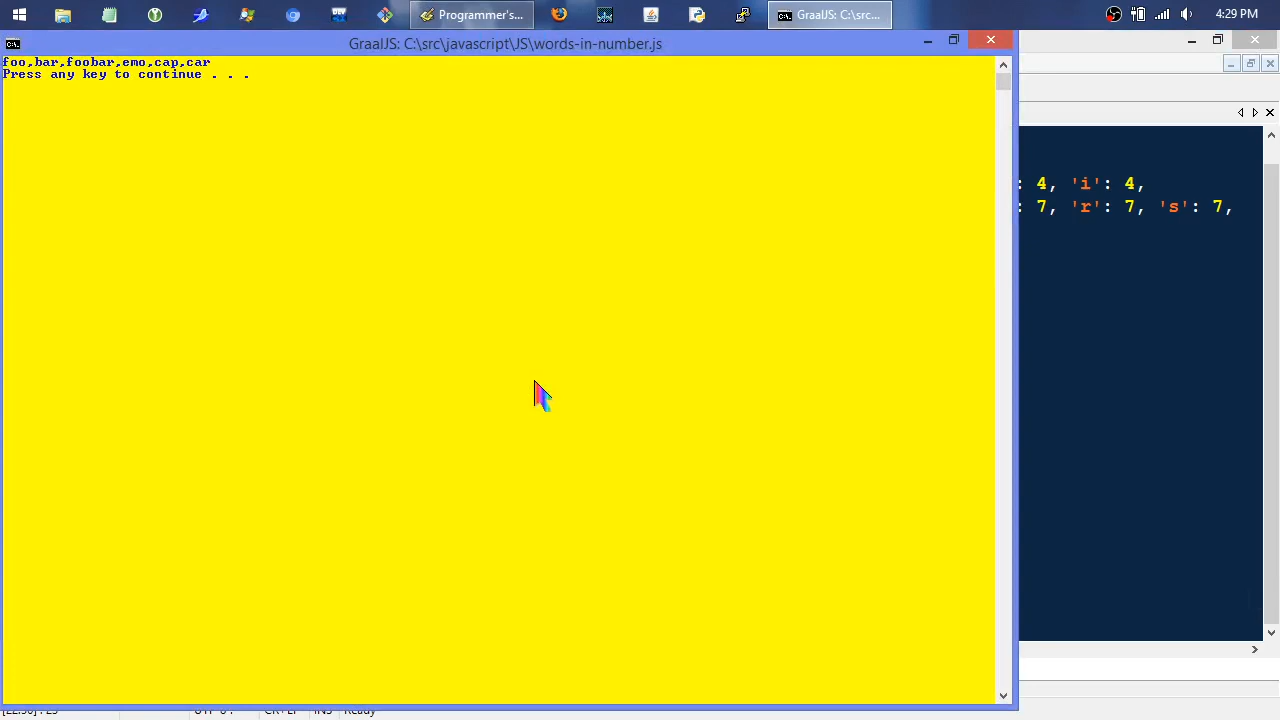 Programmer's...
GraalJS: C:\src...
4:29 PM
GraalJS: C:\src\javascript\JS\words-in-number.js
foo,bar,foobar,emo,cap,car
Press any key to continue . . .
: 4, 'i': 4,
: 7, 'r': 7, 's': 7,
Ready